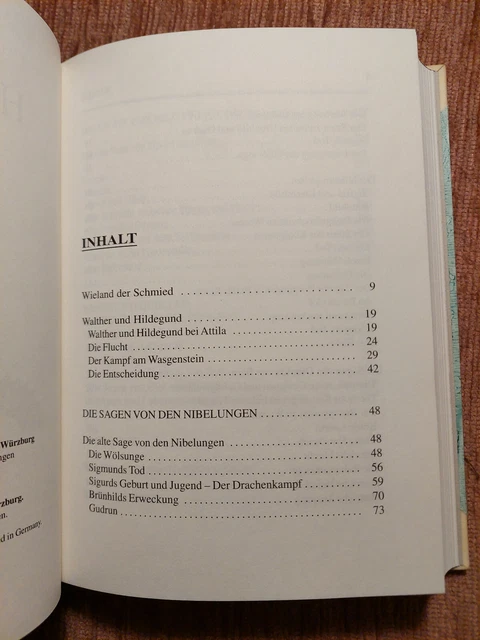 Würzburg
ngen
rzburg.
en.
d in Germany
INHALT
Wieland der Schmied . . . . . . . . . . . . . . . . . . . . . . . . . . . . 9
Walther und Hildegund . . . . . . . . . . . . . . . . . . . . . . . . . . 19
Walther und Hildegund bei Attila . . . . . . . . . . . . . . . . . . . 19
Die Flucht . . . . . . . . . . . . . . . . . . . . . . . . . . . . . . . . . . . . 24
Der Kampf am Wasgenstein . . . . . . . . . . . . . . . . . . . . . . . 29
Die Entscheidung . . . . . . . . . . . . . . . . . . . . . . . . . . . . . . . 42
DIE SAGEN VON DEN NIBELUNGEN . . . . . . . . . . . . . . . 48
Die alte Sage von den Nibelungen . . . . . . . . . . . . . . . . . . . 48
Die Wölsunge . . . . . . . . . . . . . . . . . . . . . . . . . . . . . . . . . . 48
Sigmunds Tod . . . . . . . . . . . . . . . . . . . . . . . . . . . . . . . . . . 56
Sigurds Geburt und Jugend – Der Drachenkampf . . . . . . . . 59
Brünhilds Erweckung . . . . . . . . . . . . . . . . . . . . . . . . . . . . 70
Gudrun . . . . . . . . . . . . . . . . . . . . . . . . . . . . . . . . . . . . . . . 73